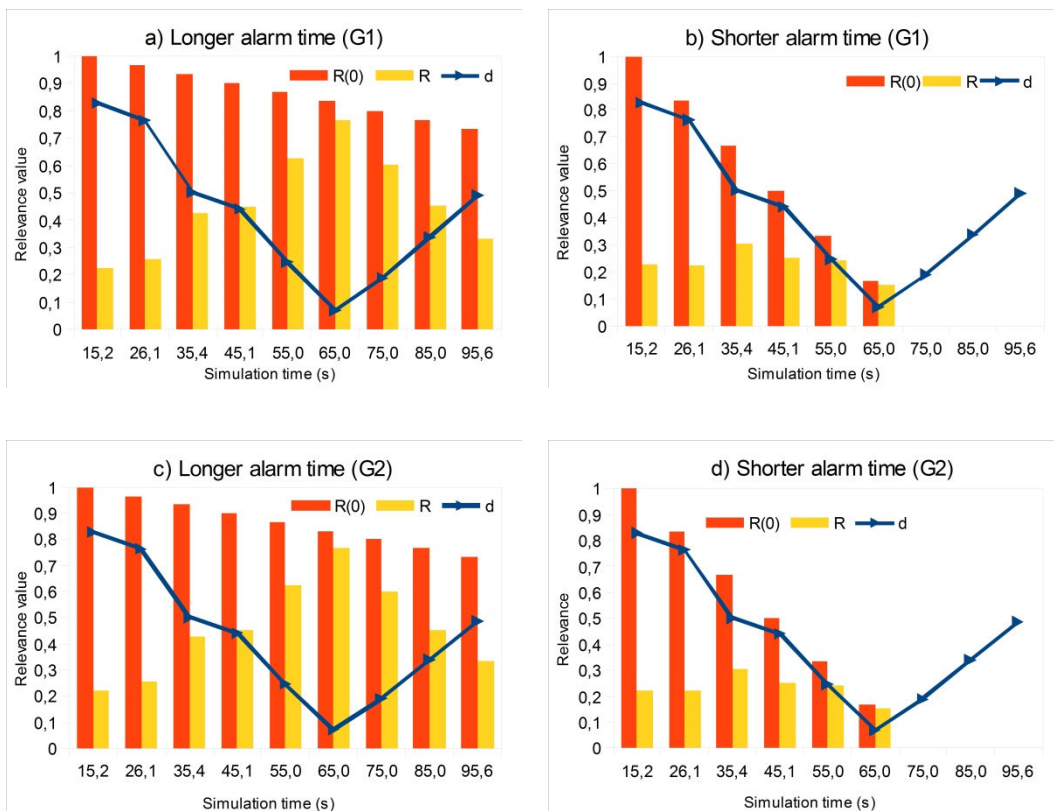 a) Longer alarm time (G1)
R(0) R d
1
0,9
0,8
0,7
0,6
0,5
0,4
0,3
0,2
0,1
0
Relevance value
15,2 26,1 35,4 45,1 55,0 65,0 75,0 85,0 95,6
Simulation time (s)
b) Shorter alarm time (G1)
R(0) R d
1
0,9
0,8
0,7
0,6
0,5
0,4
0,3
0,2
0,1
0
Relevance value
15,2 26,1 35,4 45,1 55,0 65,0 75,0 85,0 95,6
Simulation time (s)
c) Longer alarm time (G2)
R(0) R d
1
0,9
0,8
0,7
0,6
0,5
0,4
0,3
0,2
0,1
0
Relevance value
15,2 26,1 35,4 45,1 55,0 65,0 75,0 85,0 95,6
Simulation time (s)
d) Shorter alarm time (G2)
R(0) R d
1
0,9
0,8
0,7
0,6
0,5
0,4
0,3
0,2
0,1
0
Relevance
15,2 26,1 35,4 45,1 55,0 65,0 75,0 85,0 95,6
Simulation time (s)